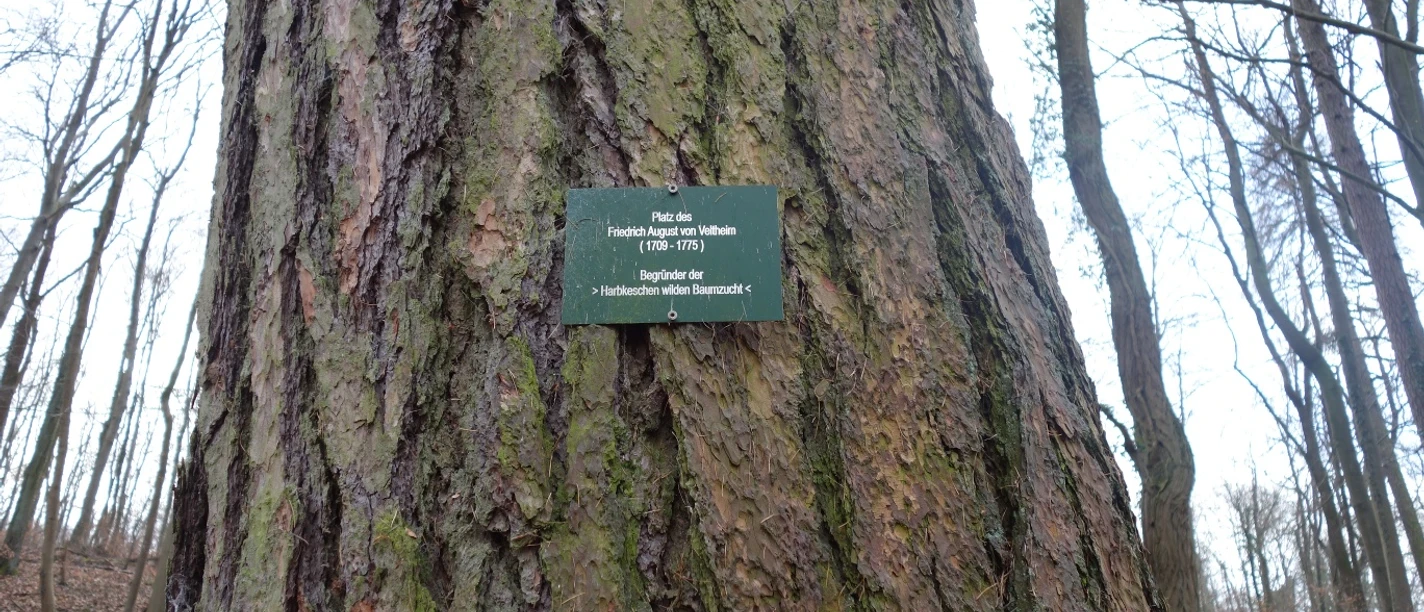 Platz des
Friedrich August von Veltheim
( 1709 - 1775 )
Begründer der
> Harbkeschen wilden Baumzucht <